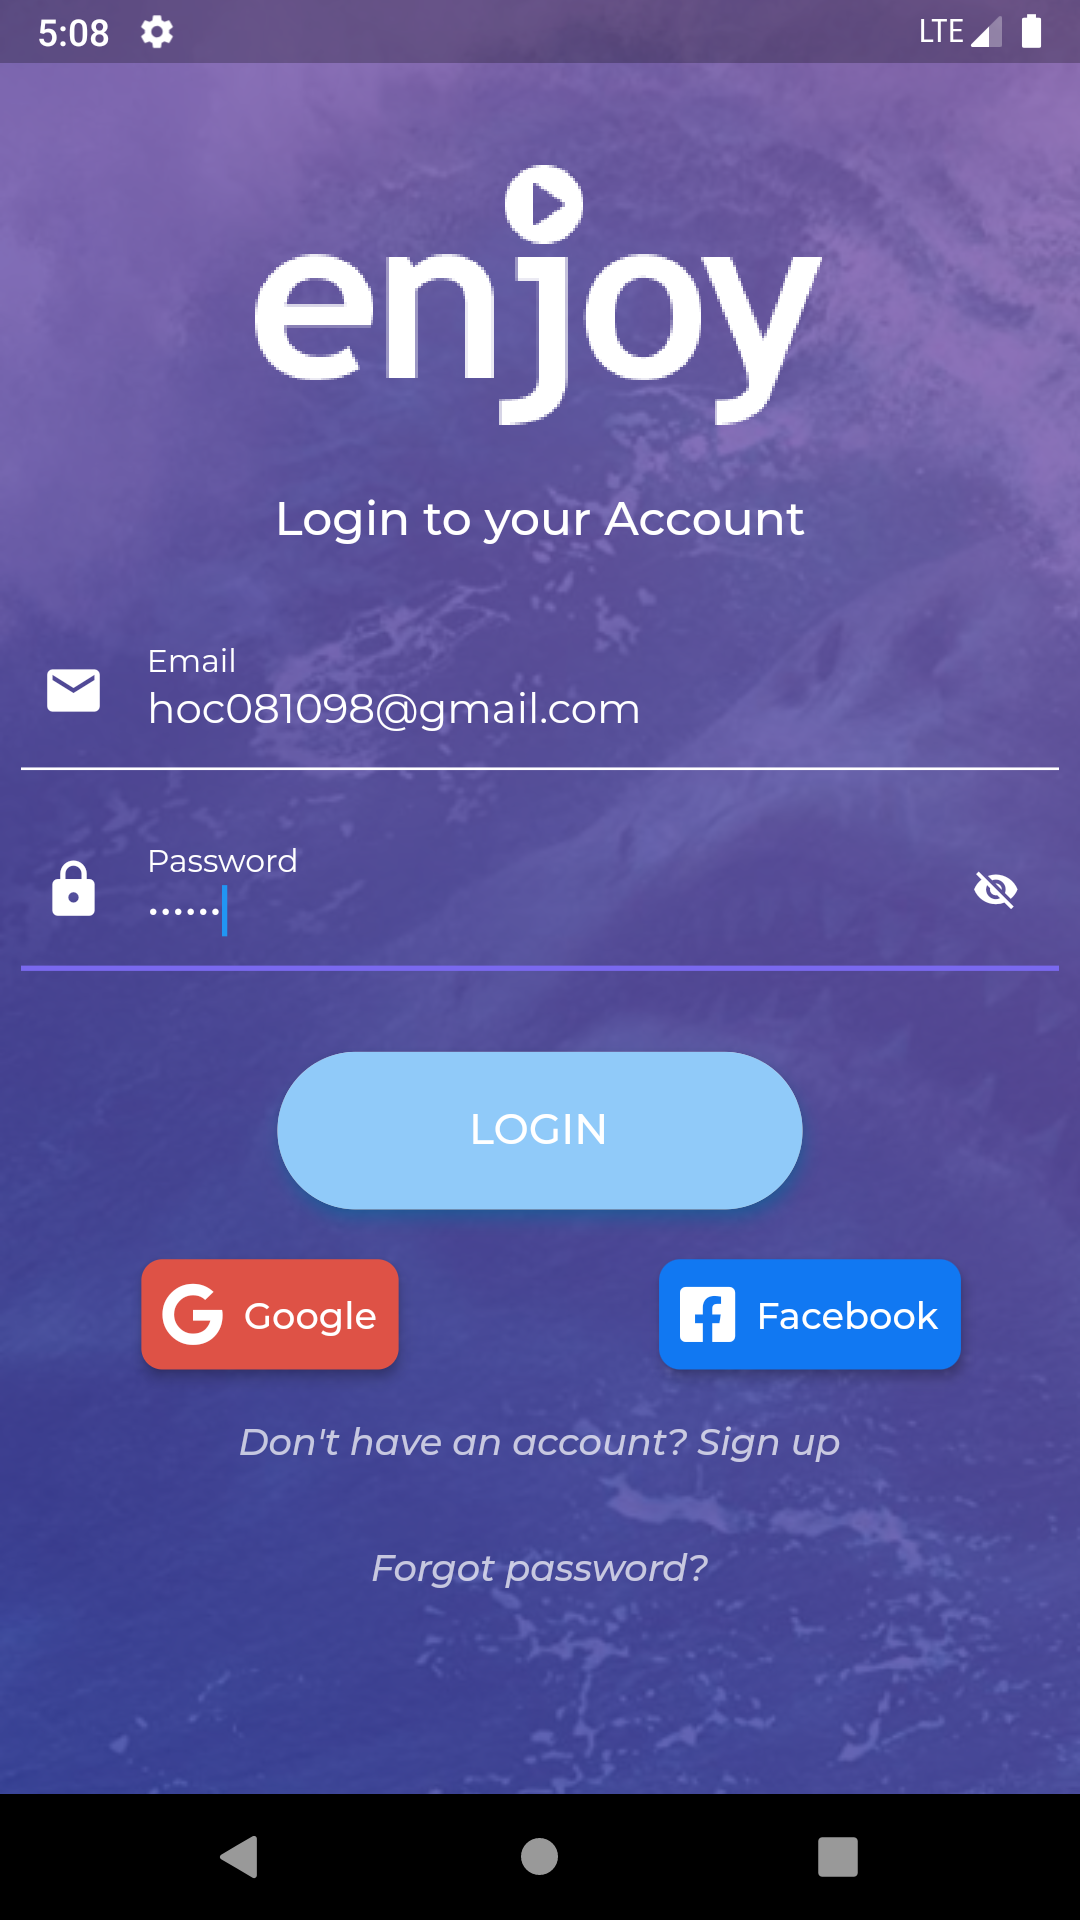 5:08 LTE
enjoy
Login to your Account
Email
hoc081098@gmail.com
Password
••••••
LOGIN
Google Facebook
Don't have an account? Sign up
Forgot password?